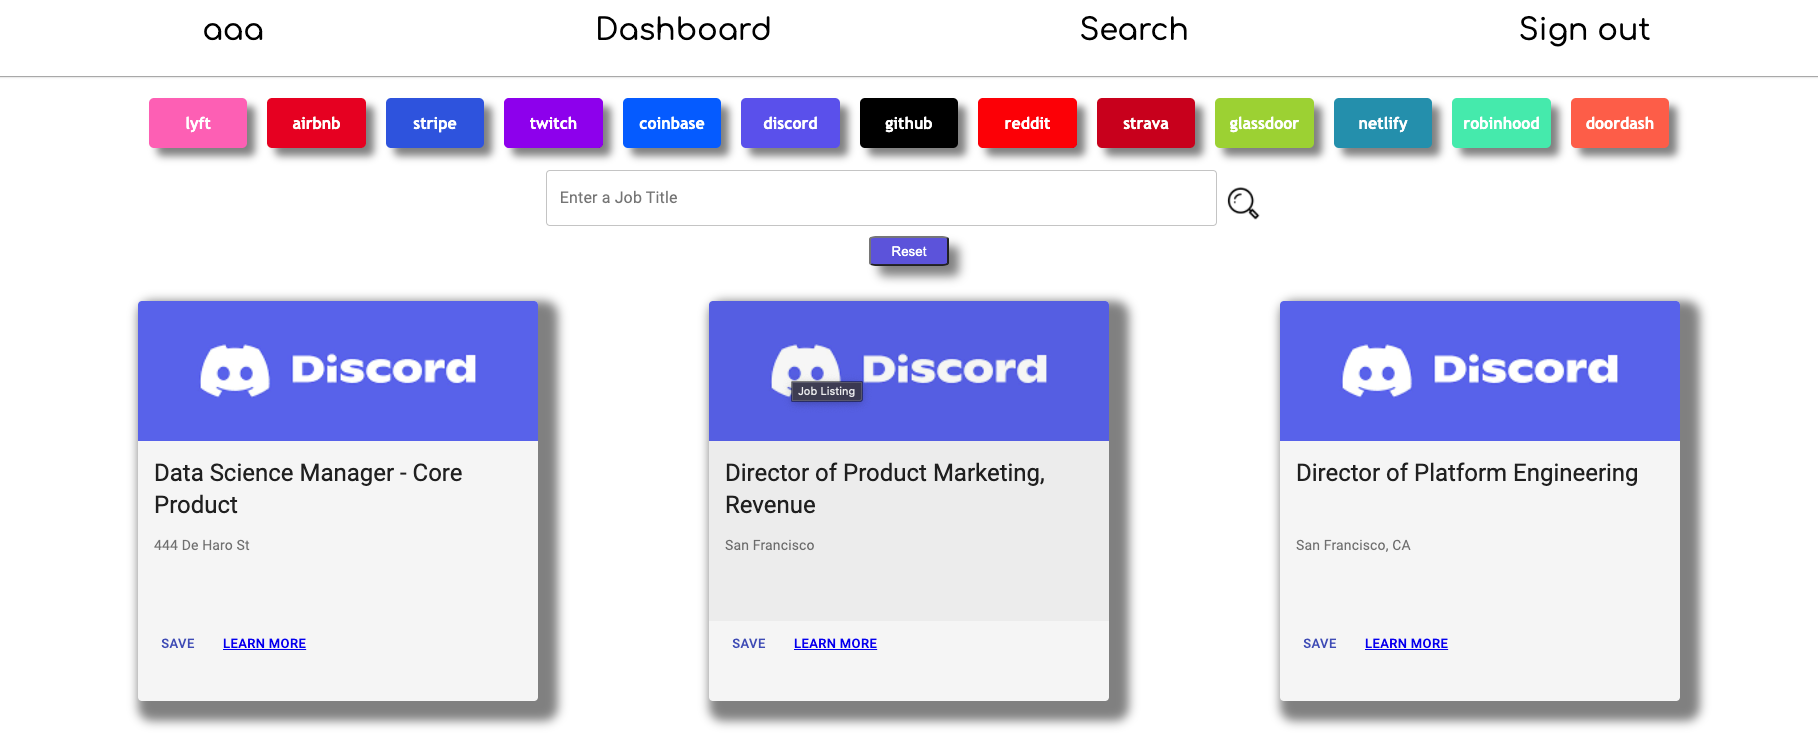 aaa Dashboard Search Sign out
lyft airbnb stripe twitch coinbase discord github reddit strava glassdoor netlify robinhood doordash
Enter a Job Title
Reset
Discord
Data Science Manager - Core
Product
444 De Haro St
SAVE LEARN MORE
Discord
Job Listing
Director of Product Marketing,
Revenue
San Francisco
SAVE LEARN MORE
Discord
Director of Platform Engineering
San Francisco, CA
SAVE LEARN MORE